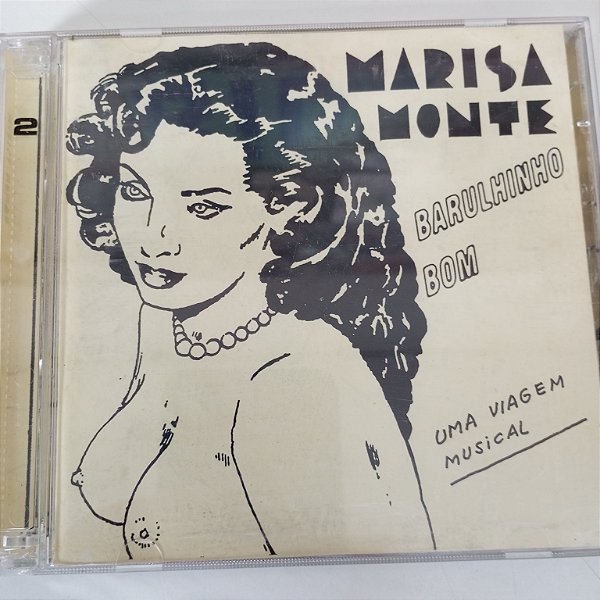 MARISA
MONTE
BARULHINHO
BOM
UMA VIAGEM
MUSICAL
2